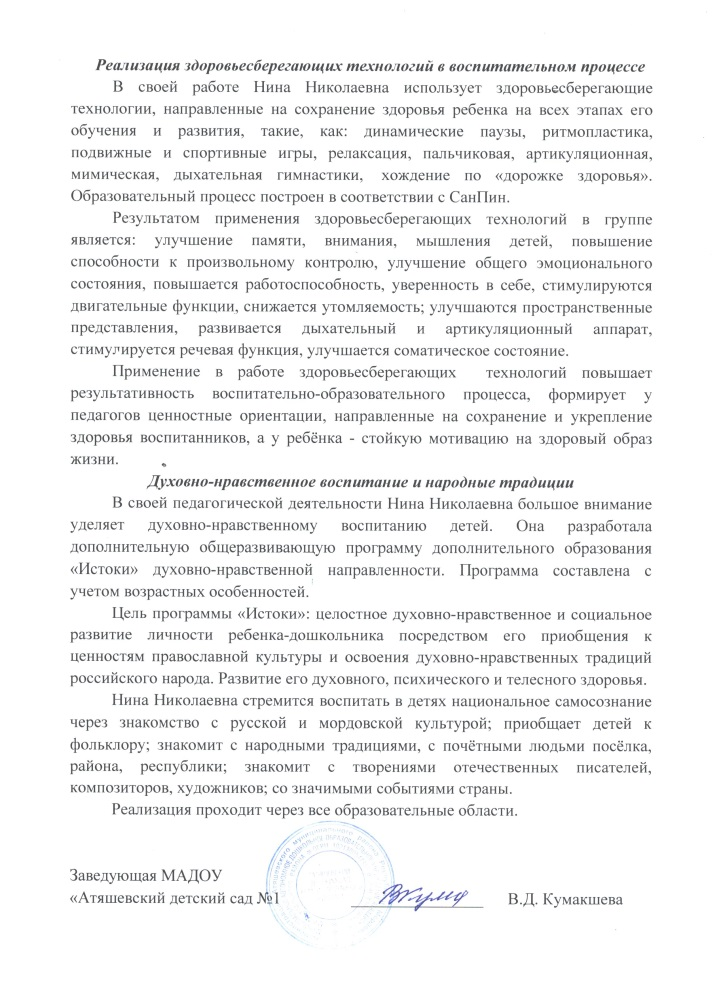 Реализация здоровьесберегающих технологий в воспитательном процессе
В своей работе Нина Николаевна использует здоровьесберегающие
технологии, направленные на сохранение здоровья ребенка на всех этапах его
обучения и развития, такие, как: динамические паузы, ритмопластика,
подвижные и спортивные игры, релаксация, пальчиковая, артикуляционная,
мимическая, дыхательная гимнастики, хождение по «дорожке здоровья».
Образовательный процесс построен в соответствии с СанПин.
Результатом применения здоровьесберегающих технологий в группе
является: улучшение памяти, внимания, мышления детей, повышение
способности к произвольному контролю, улучшение общего эмоционального
состояния, повышается работоспособность, уверенность в себе, стимулируются
двигательные функции, снижается утомляемость; улучшаются пространственные
представления, развивается дыхательный и артикуляционный аппарат,
стимулируется речевая функция, улучшается соматическое состояние.
Применение в работе здоровьесберегающих технологий повышает
результативность воспитательно-образовательного процесса, формирует у
педагогов ценностные ориентации, направленные на сохранение и укрепление
здоровья воспитанников, а у ребёнка - стойкую мотивацию на здоровый образ
жизни.
Духовно-нравственное воспитание и народные традиции
В своей педагогической деятельности Нина Николаевна большое внимание
уделяет духовно-нравственному воспитанию детей. Она разработала
дополнительную общеразвивающую программу дополнительного образования
«Истоки» духовно-нравственной направленности. Программа составлена с
учетом возрастных особенностей.
Цель программы «Истоки»: целостное духовно-нравственное и социальное
развитие личности ребенка-дошкольника посредством его приобщения к
ценностям православной культуры и освоения духовно-нравственных традиций
российского народа. Развитие его духовного, психического и телесного здоровья.
Нина Николаевна стремится воспитать в детях национальное самосознание
через знакомство с русской и мордовской культурой; приобщает детей к
фольклору; знакомит с народными традициями, с почётными людьми посёлка,
района, республики; знакомит с творениями отечественных писателей,
композиторов, художников; со значимыми событиями страны.
Реализация проходит через все образовательные области.
Заведующая МАДОУ
«Атяшевский детский сад №1 В.Д. Кумакшева